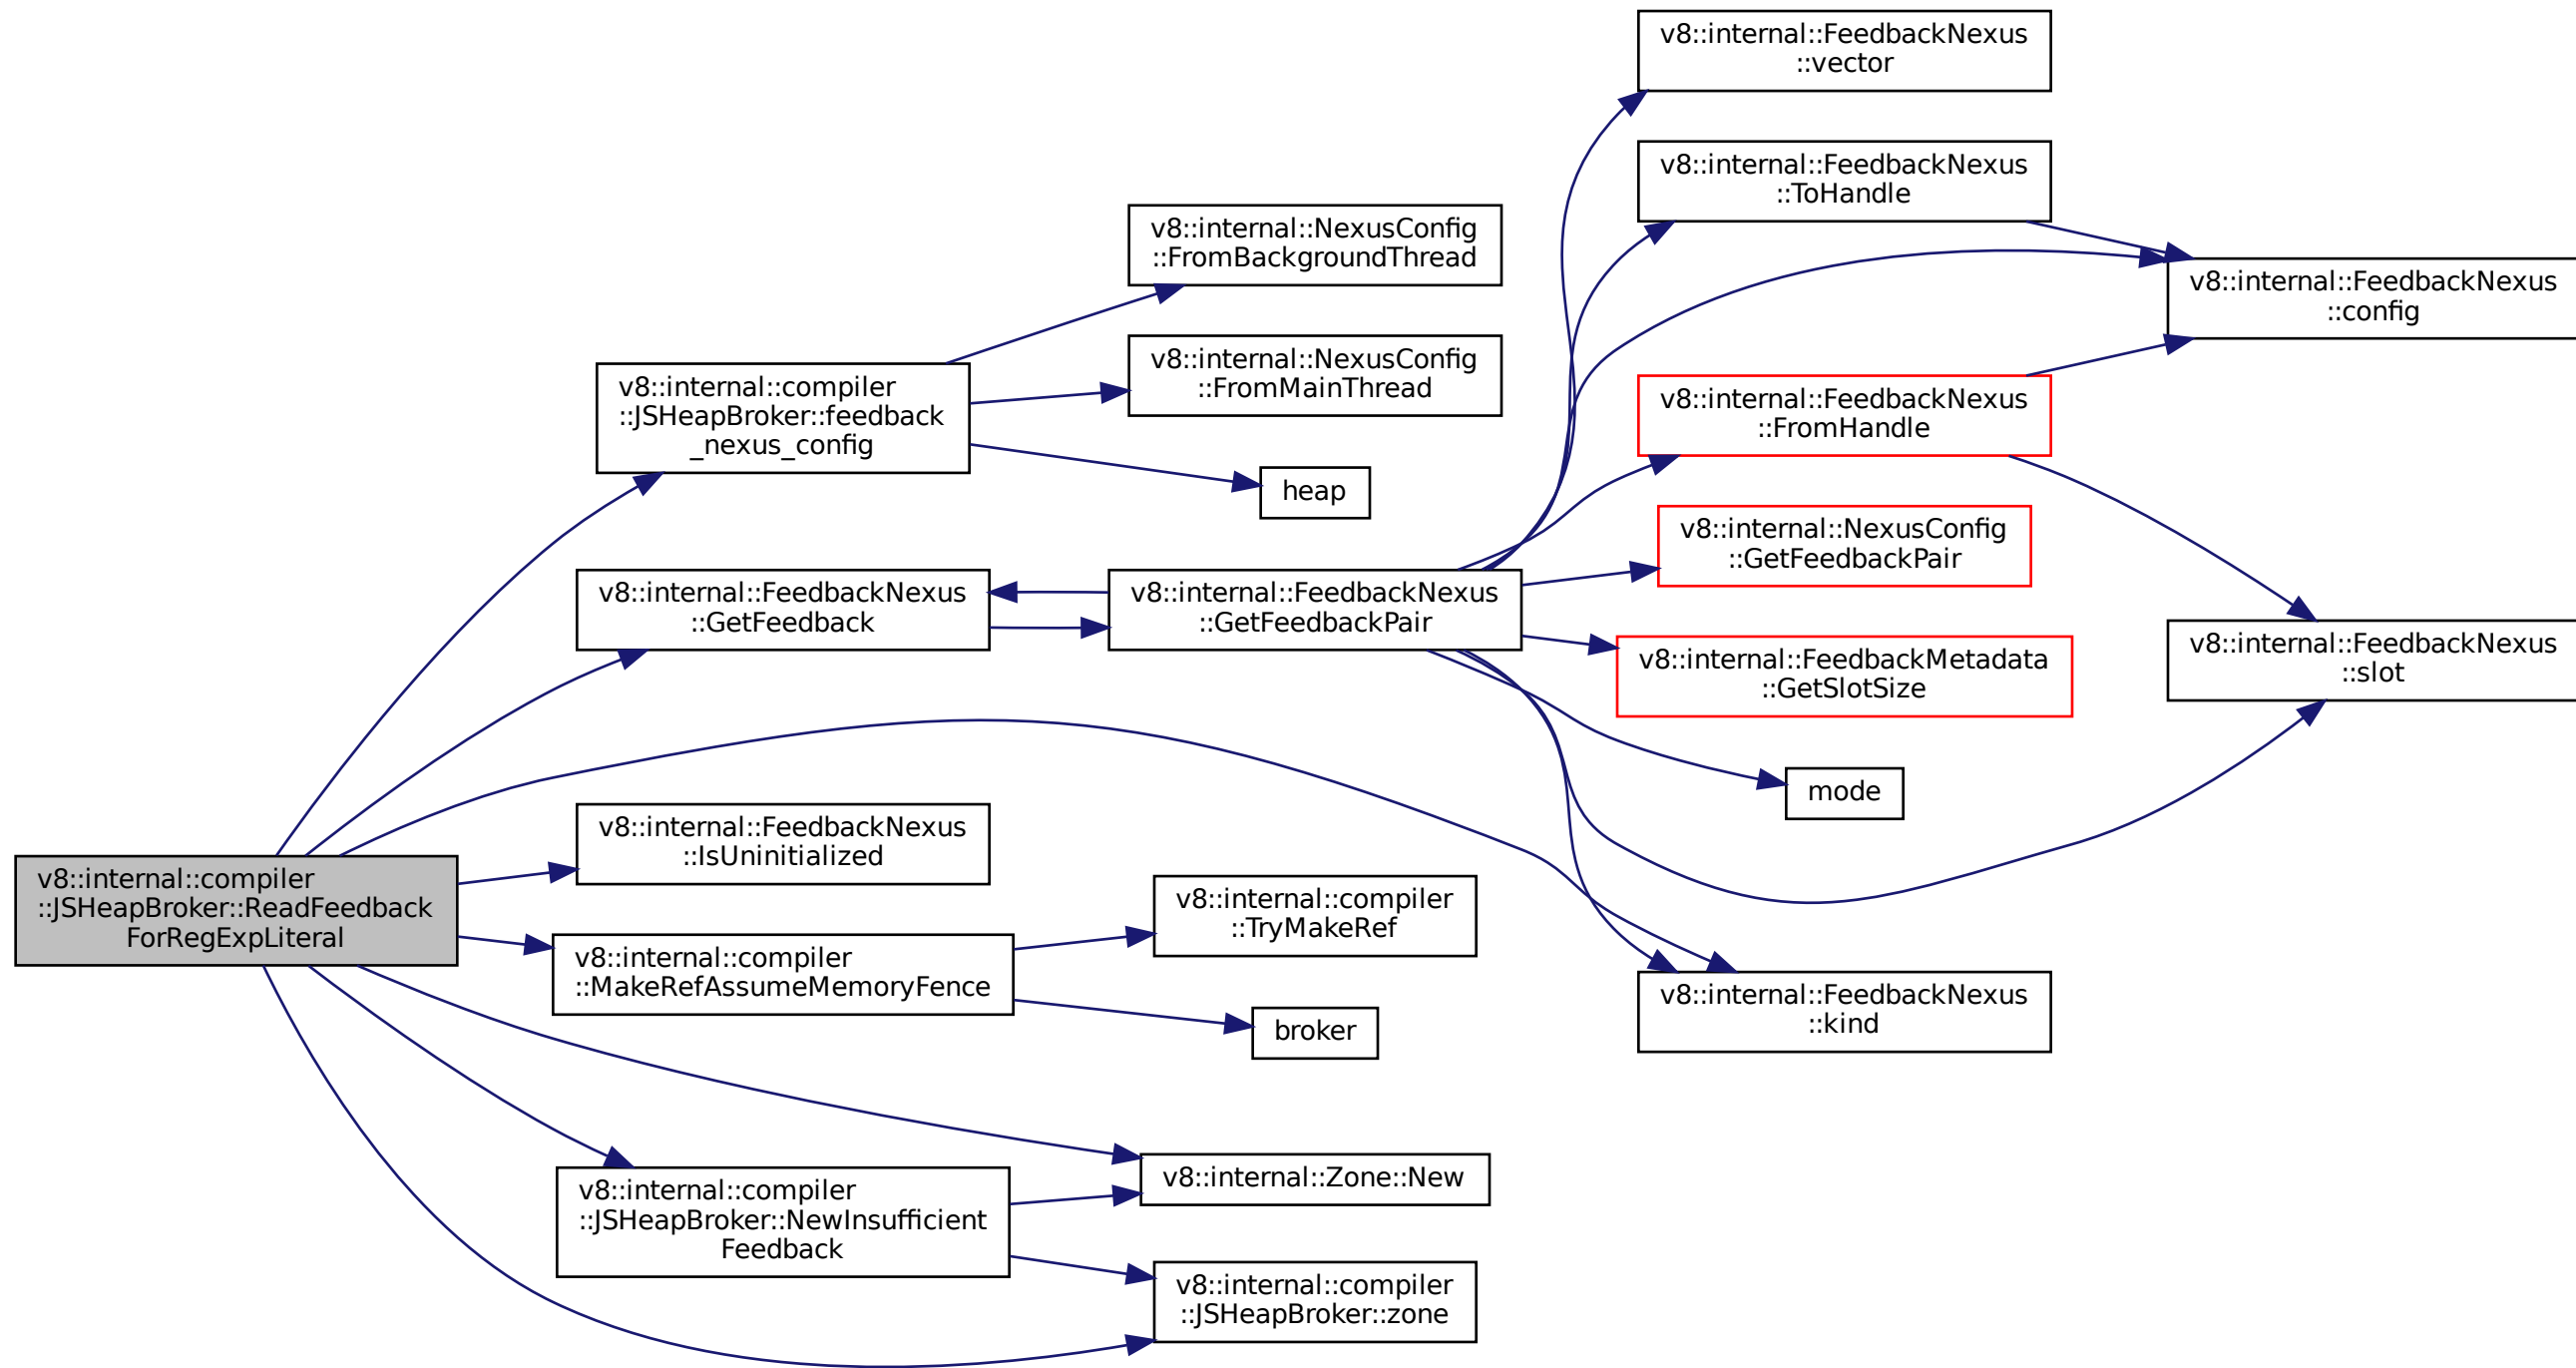 v8::internal::compiler
::JSHeapBroker::ReadFeedback
ForRegExpLiteral
v8::internal::compiler
::JSHeapBroker::feedback
_nexus_config
v8::internal::NexusConfig
::FromBackgroundThread
v8::internal::NexusConfig
::FromMainThread
heap
v8::internal::FeedbackNexus
::GetFeedback
v8::internal::FeedbackNexus
::GetFeedbackPair
v8::internal::FeedbackNexus
::vector
v8::internal::FeedbackNexus
::ToHandle
v8::internal::FeedbackNexus
::config
v8::internal::FeedbackNexus
::FromHandle
v8::internal::NexusConfig
::GetFeedbackPair
v8::internal::FeedbackMetadata
::GetSlotSize
v8::internal::FeedbackNexus
::slot
mode
v8::internal::FeedbackNexus
::kind
v8::internal::FeedbackNexus
::IsUninitialized
v8::internal::compiler
::MakeRefAssumeMemoryFence
v8::internal::compiler
::TryMakeRef
broker
v8::internal::Zone::New
v8::internal::compiler
::JSHeapBroker::NewInsufficient
Feedback
v8::internal::compiler
::JSHeapBroker::zone